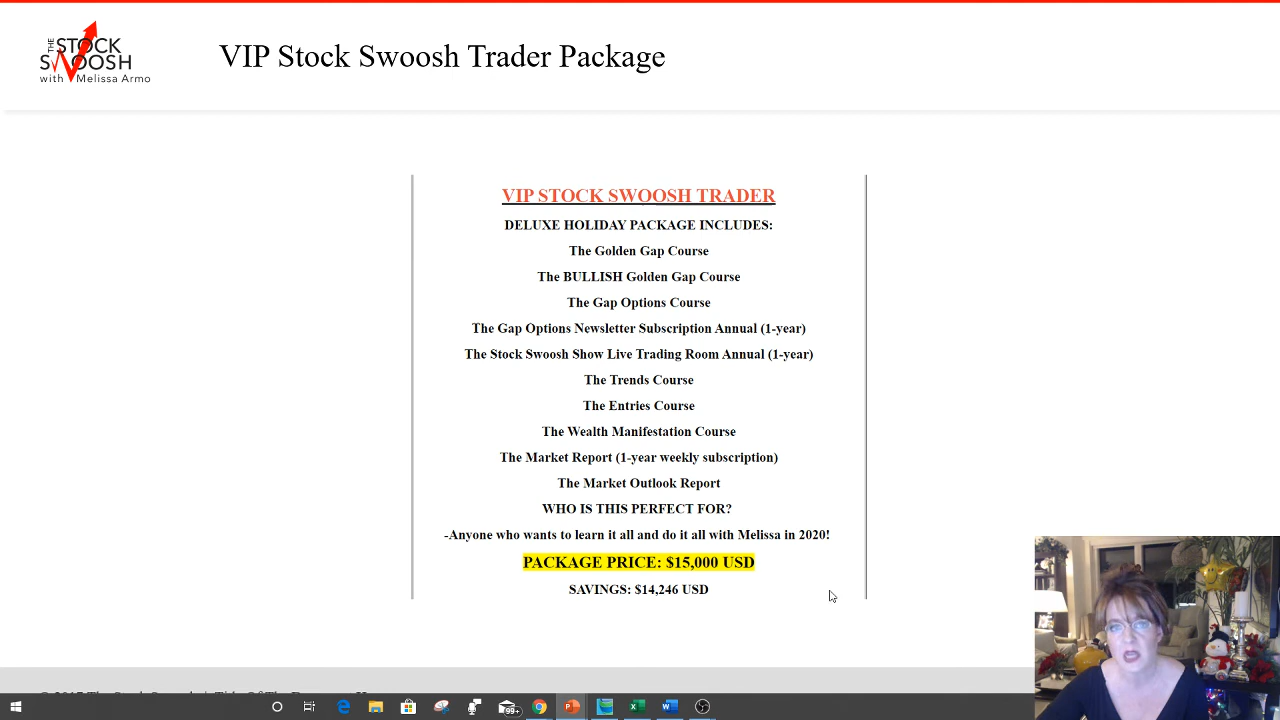 THE STOCK
SWOOSH
with Melissa Armo
VIP Stock Swoosh Trader Package
VIP STOCK SWOOSH TRADER
DELUXE HOLIDAY PACKAGE INCLUDES:
The Golden Gap Course
The BULLISH Golden Gap Course
The Gap Options Course
The Gap Options Newsletter Subscription Annual (1-year)
The Stock Swoosh Show Live Trading Room Annual (1-year)
The Trends Course
The Entries Course
The Wealth Manifestation Course
The Market Report (1-year weekly subscription)
The Market Outlook Report
WHO IS THIS PERFECT FOR?
-Anyone who wants to learn it all and do it all with Melissa in 2020!
PACKAGE PRICE: $15,000 USD
SAVINGS: $14,246 USD
99+